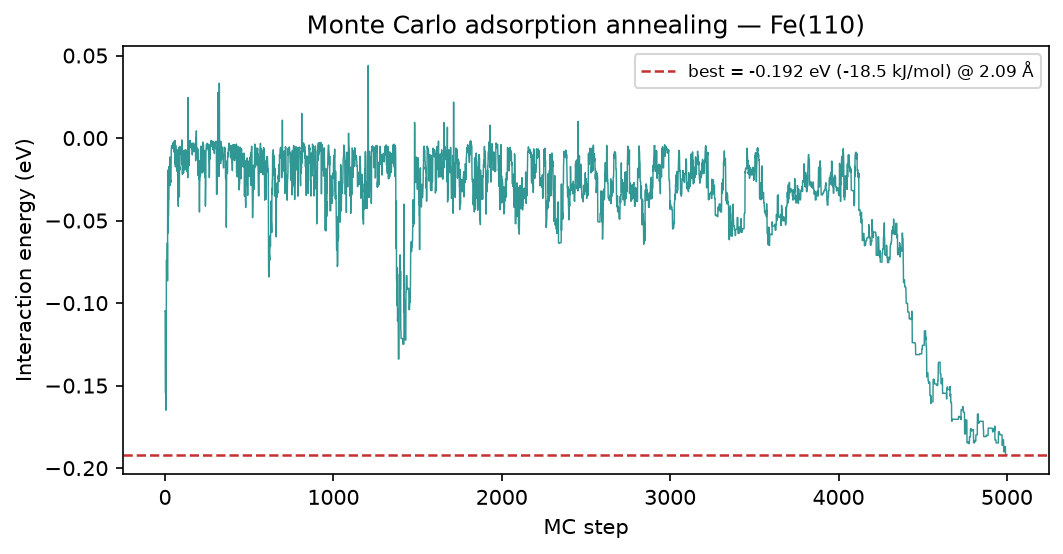 Monte Carlo adsorption annealing — Fe(110)
best = -0.192 eV (-18.5 kJ/mol) @ 2.09 Å
Interaction energy (eV)
0.05
0.00
−0.05
−0.10
−0.15
−0.20
0 1000 2000 3000 4000 5000
MC step